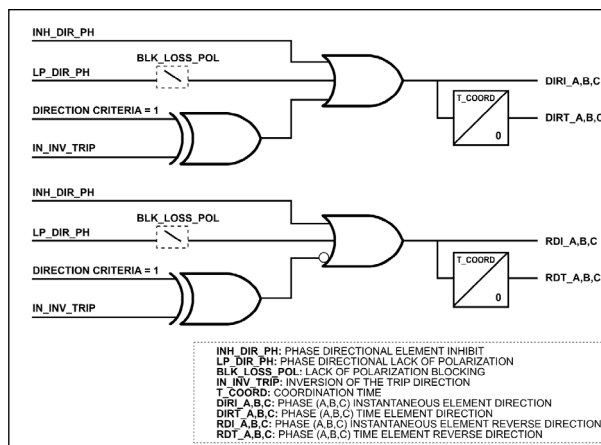 INH_DIR_PH
BLK_LOSS_POL
LP_DIR_PH
DIRI_A,B,C
DIRECTION CRITERIA = 1
T_COORD
DIRT_A,B,C
0
IN_INV_TRIP
INH_DIR_PH
BLK_LOSS_POL
LP_DIR_PH
RDI_A,B,C
DIRECTION CRITERIA = 1
T_COORD
RDT_A,B,C
0
IN_INV_TRIP
INH_DIR_PH: PHASE DIRECTIONAL ELEMENT INHIBIT
LP_DIR_PH: PHASE DIRECTIONAL LACK OF POLARIZATION
BLK_LOSS_POL: LACK OF POLARIZATION BLOCKING
IN_INV_TRIP: INVERSION OF THE TRIP DIRECTION
T_COORD: COORDINATION TIME
DIRI_A,B,C: PHASE (A,B,C) INSTANTANEOUS ELEMENT DIRECTION
DIRT_A,B,C: PHASE (A,B,C) TIME ELEMENT DIRECTION
RDI_A,B,C: PHASE (A,B,C) INSTANTANEOUS ELEMENT REVERSE DIRECTION
RDT_A,B,C: PHASE (A,B,C) TIME ELEMENT REVERSE DIRECTION